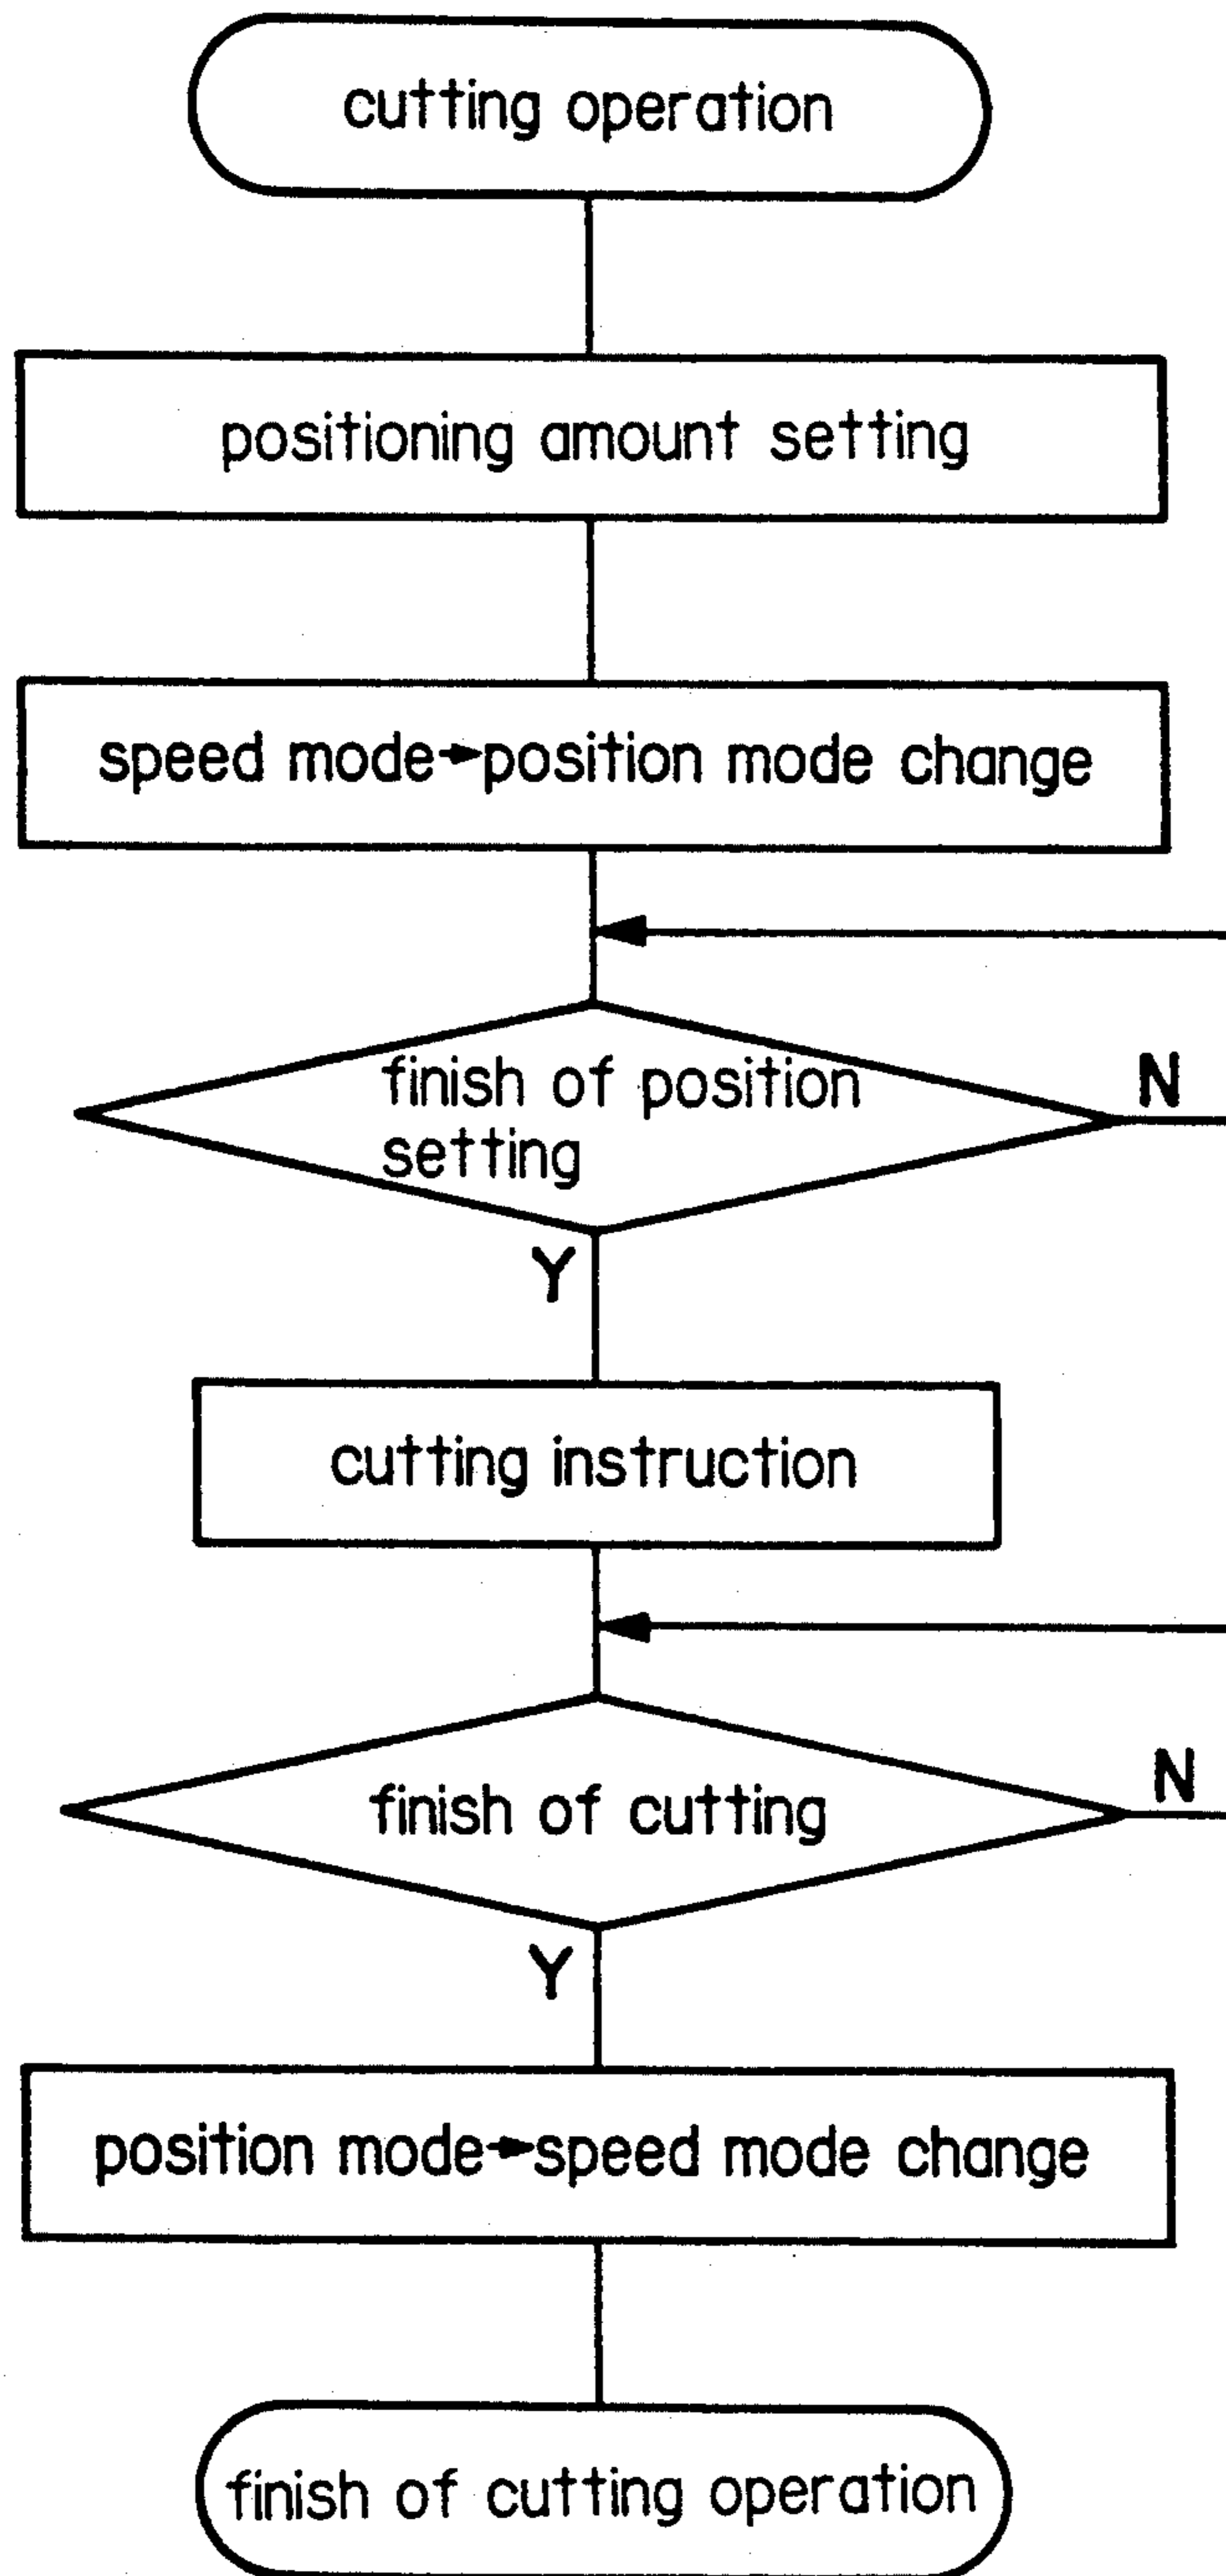 cutting operation
positioning amount setting
speed mode→position mode change
finish of position
setting
N
Y
cutting instruction
finish of cutting
N
Y
position mode→speed mode change
finish of cutting operation